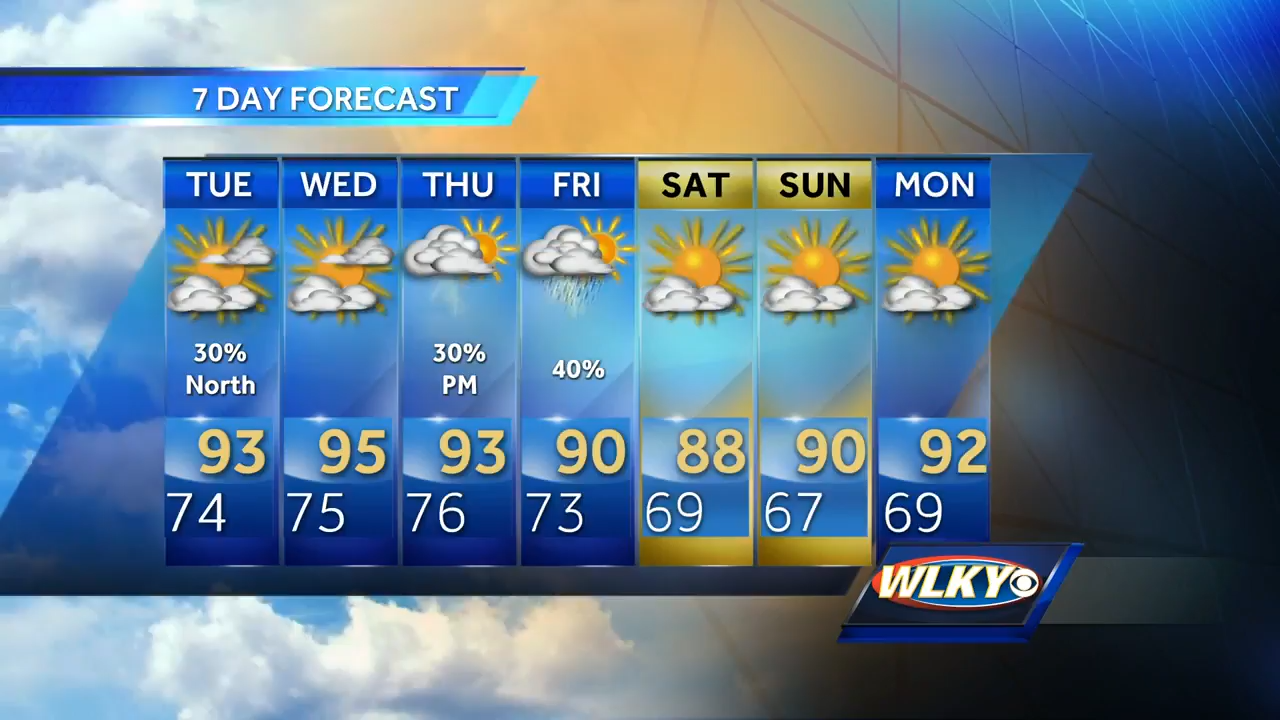 7 DAY FORECAST
TUE WED THU FRI SAT SUN MON
30% 30%
North PM 40%
93 95 93 90 88 90 92
74 75 76 73 69 67 69
WLKY